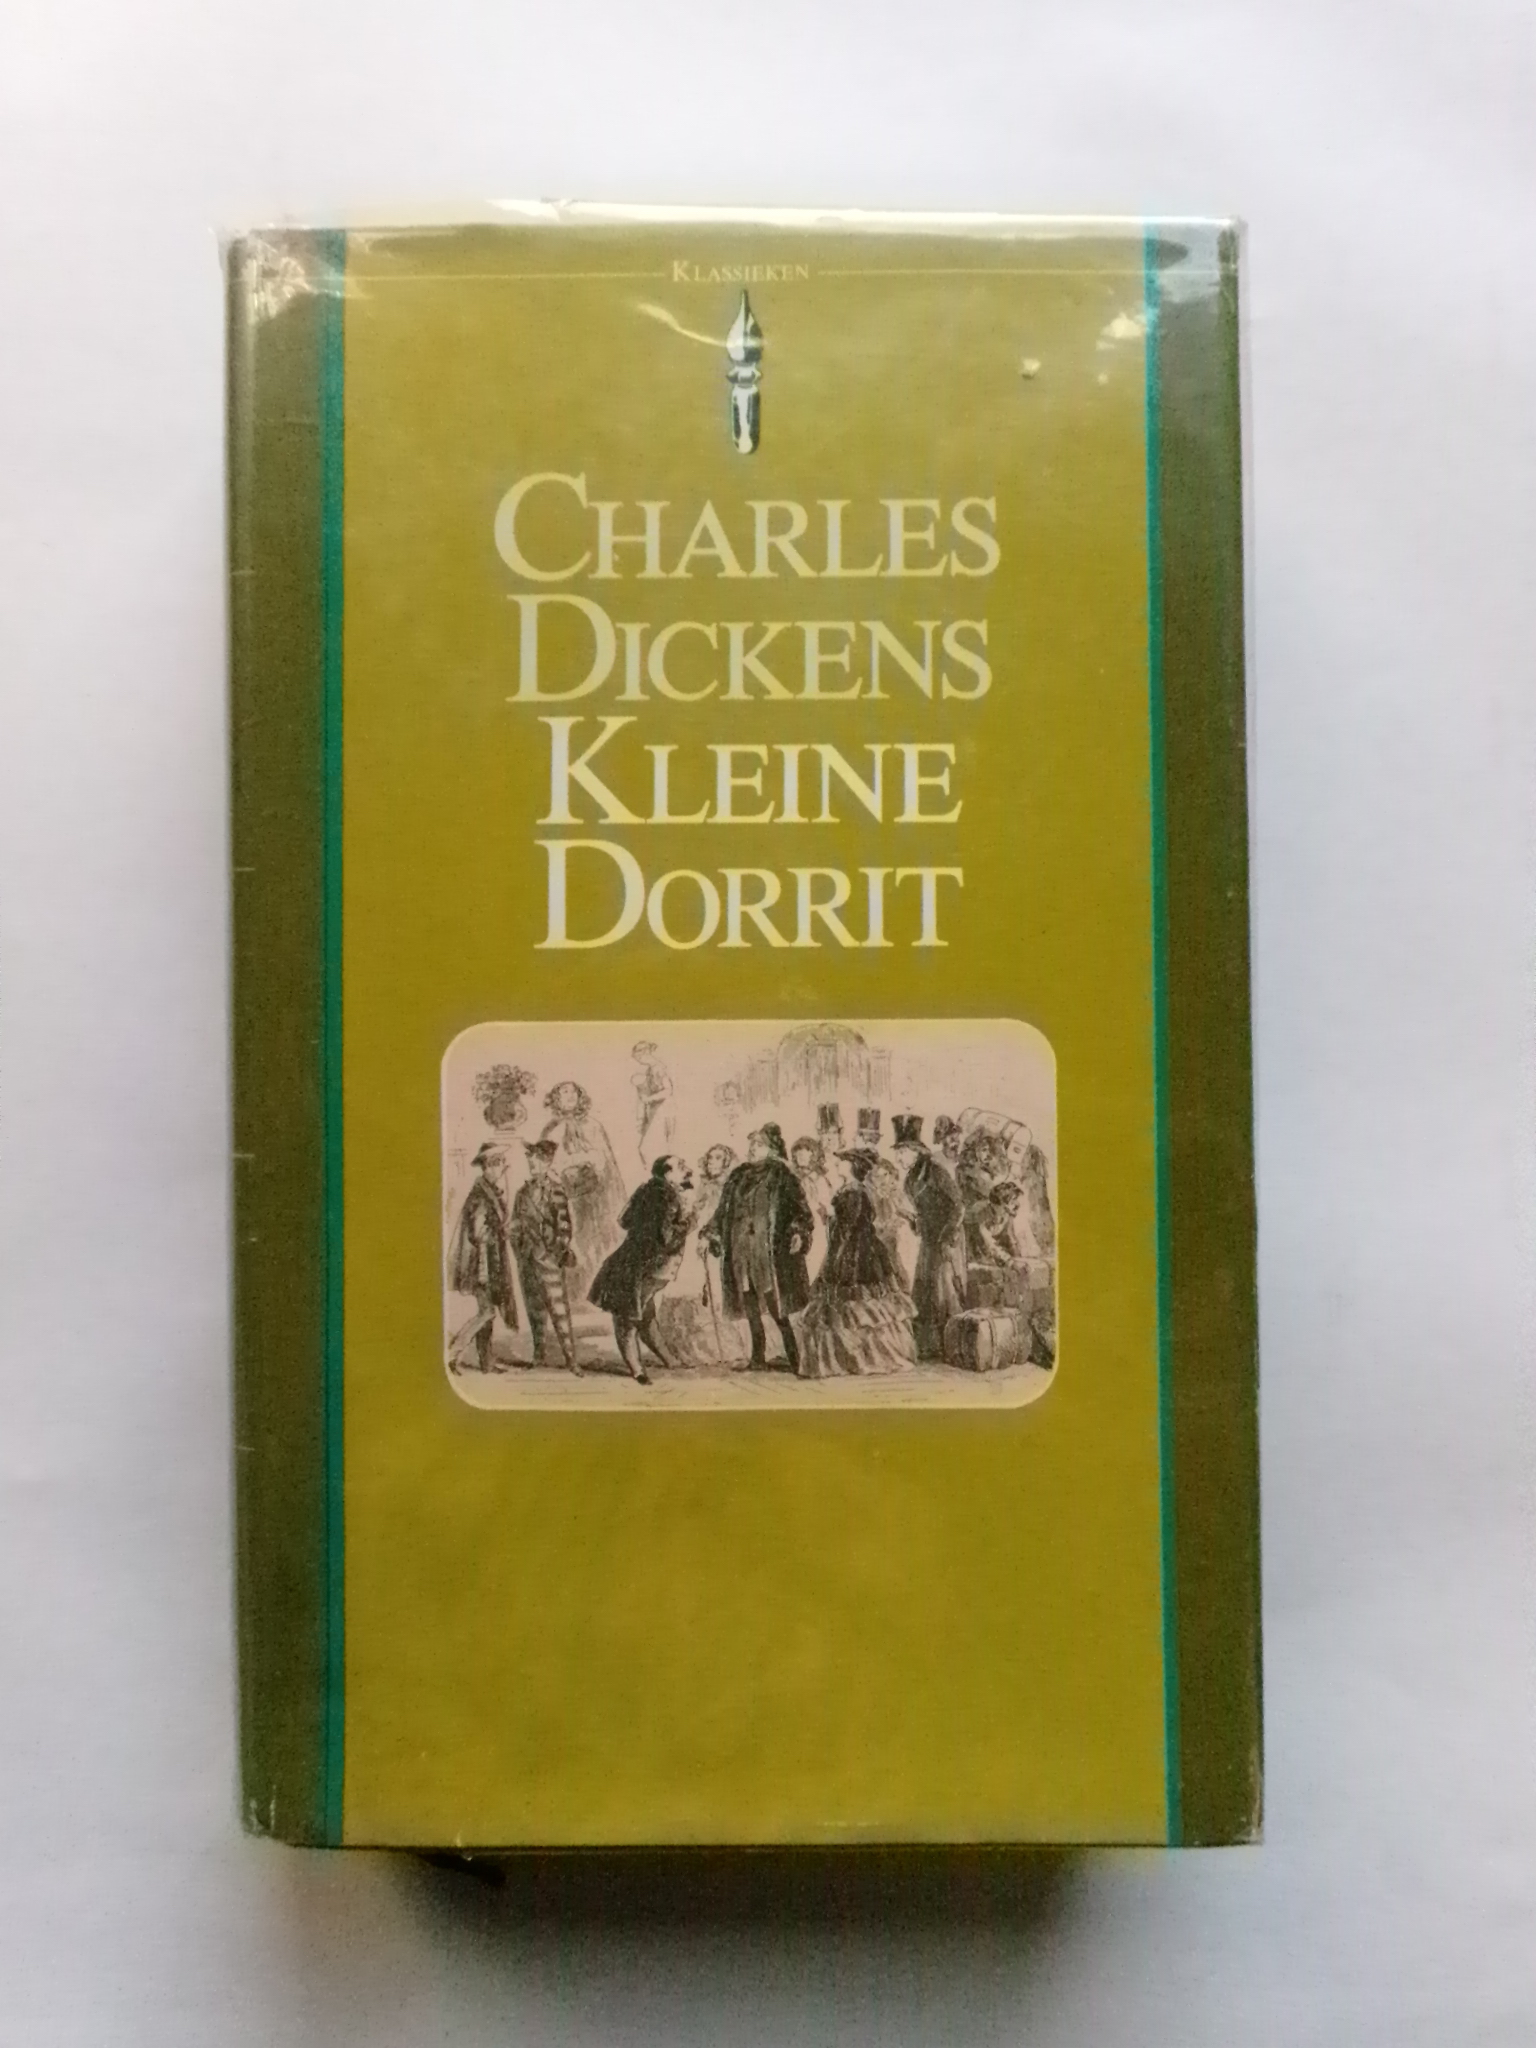 KLASSIEKEN
CHARLES
DICKENS
KLEINE
DORRIT